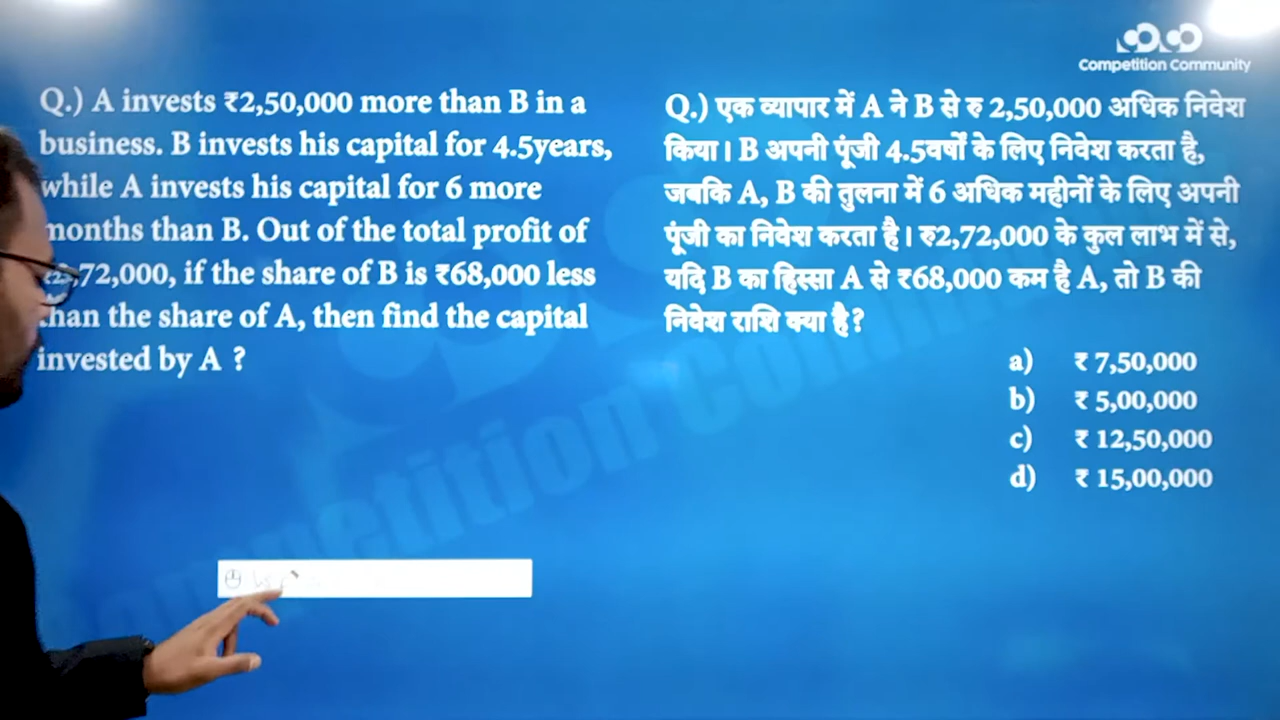 Competition Community
Q.) A invests ₹2,50,000 more than B in a
business. B invests his capital for 4.5years,
while A invests his capital for 6 more
months than B. Out of the total profit of
,72,000, if the share of B is ₹68,000 less
than the share of A, then find the capital
invested by A ?
Q.) एक व्यापार में A ने B से रु 2,50,000 अधिक निवेश
किया। B अपनी पूंजी 4.5वर्षों के लिए निवेश करता है,
जबकि A, B की तुलना में 6 अधिक महीनों के लिए अपनी
पूंजी का निवेश करता है। रु2,72,000 के कुल लाभ में से,
यदि B का हिस्सा A से ₹68,000 कम है A, तो B की
निवेश राशि क्या है?
a) ₹ 7,50,000
b) ₹ 5,00,000
c) ₹ 12,50,000
d) ₹ 15,00,000